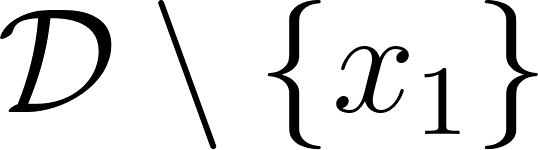 𝒟 \ {x₁}